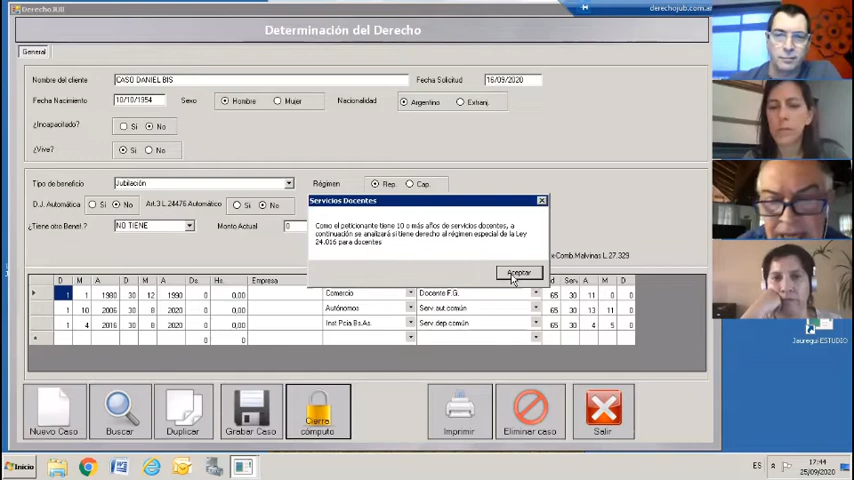 DerechoJUB
derechojub.com.ar
Determinación del Derecho
General
Nombre del cliente CASO DANIEL BIS Fecha Solicitud 16/09/2020
Fecha Nacimiento 10/10/1954 Sexo Hombre Mujer Nacionalidad Argentino Extranj.
¿Incapacitado? Si No
¿Vive? Si No
Tipo de beneficio Jubilación Régimen Rep. Cap.
D.J. Automática Si No Art.3 L.24476 Automático Si No
¿Tiene otro Benef.? NO TIENE Monto Actual 0
Servicios Docentes
Como el peticionante tiene 10 o más años de servicios docentes, a
continuación se analizará si tiene derecho al régimen especial de la Ley
24.016 para docentes
Aceptar
Comb.Malvinas L.27.329
D M A D M A Ds. Hs. Empresa Serv A M D
1 1 1980 30 12 1990 0 0,00 Comercio Docente F.G. 65 30 11 0 0
1 10 2006 30 8 2020 0 0,00 Autónomos Serv.aut.común 65 30 13 11 0
1 4 2016 30 8 2020 0 0,00 Inst.Pcia.Bs.As. Serv.dep.común 65 30 4 5 0
0 0
Nuevo Caso Buscar Duplicar Grabar Caso Cierra cómputo Imprimir Eliminar caso Salir
Jauregui ESTUDIO
Inicio
ES
17:44
25/09/2020